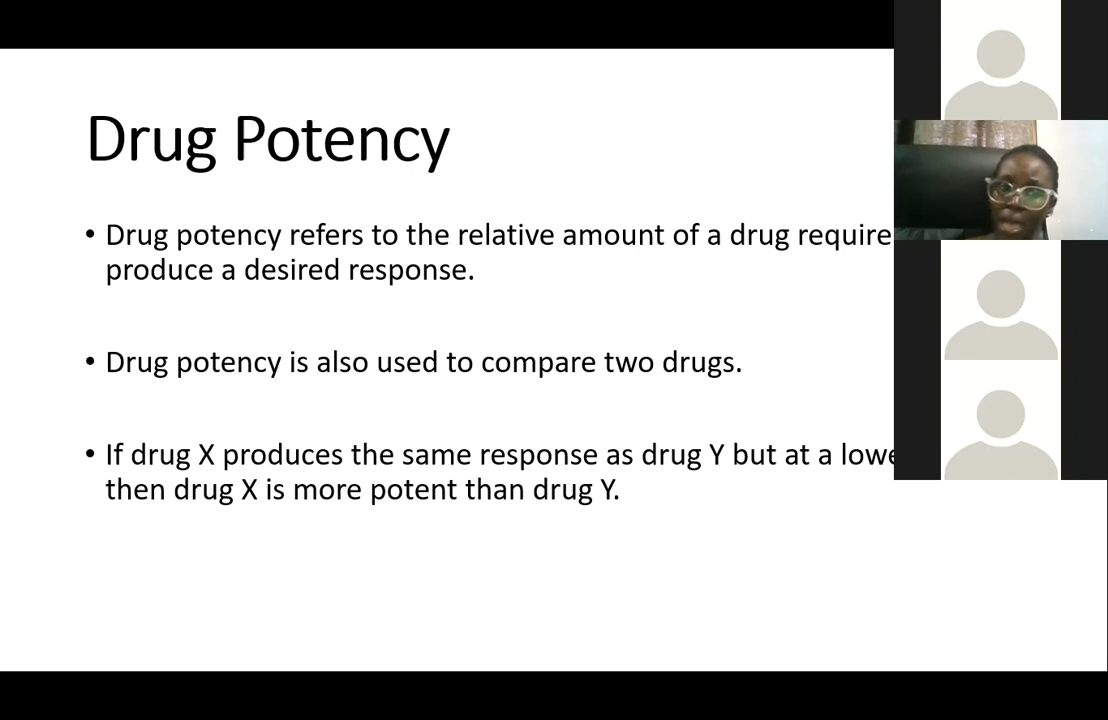 Drug Potency
• Drug potency refers to the relative amount of a drug require
produce a desired response.
• Drug potency is also used to compare two drugs.
• If drug X produces the same response as drug Y but at a lowe
then drug X is more potent than drug Y.